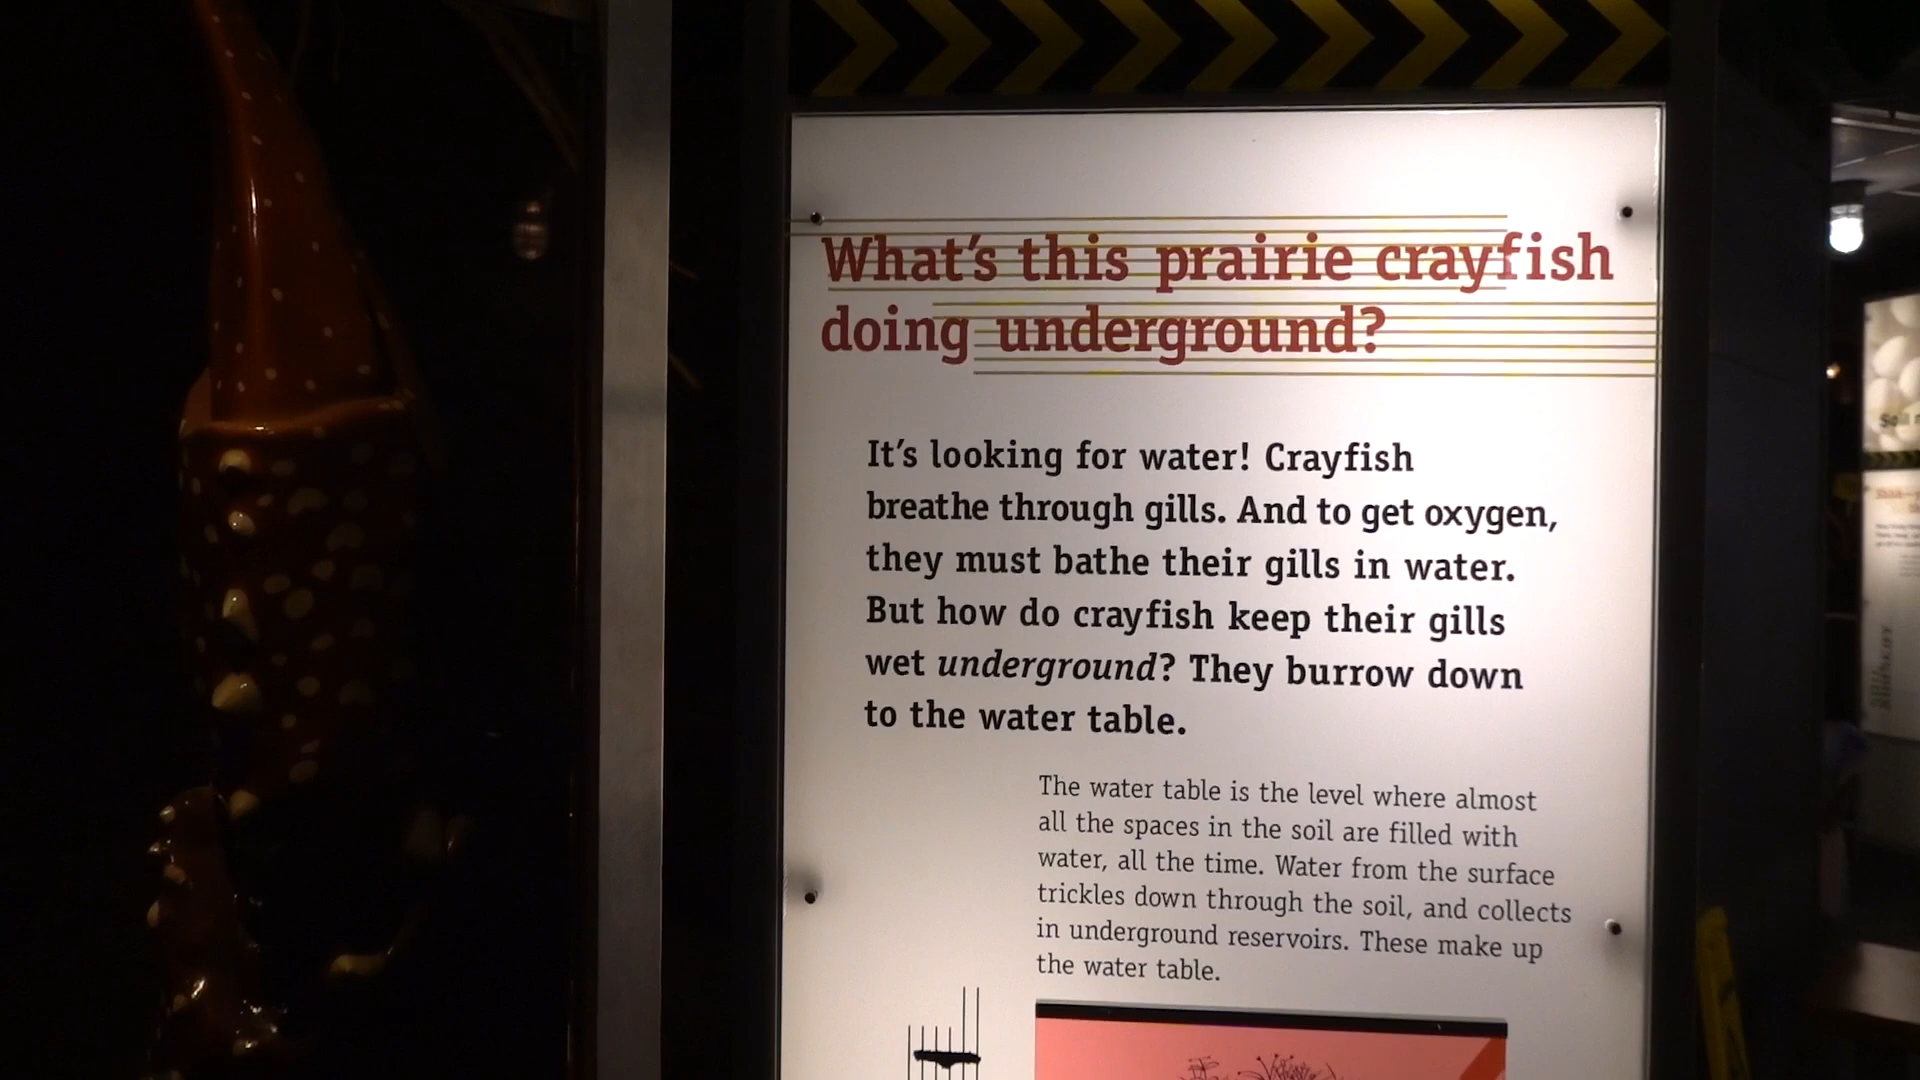 What's this prairie crayfish
doing underground?
It's looking for water! Crayfish
breathe through gills. And to get oxygen,
they must bathe their gills in water.
But how do crayfish keep their gills
wet underground? They burrow down
to the water table.
The water table is the level where almost
all the spaces in the soil are filled with
water, all the time. Water from the surface
trickles down through the soil, and collects
in underground reservoirs. These make up
the water table.